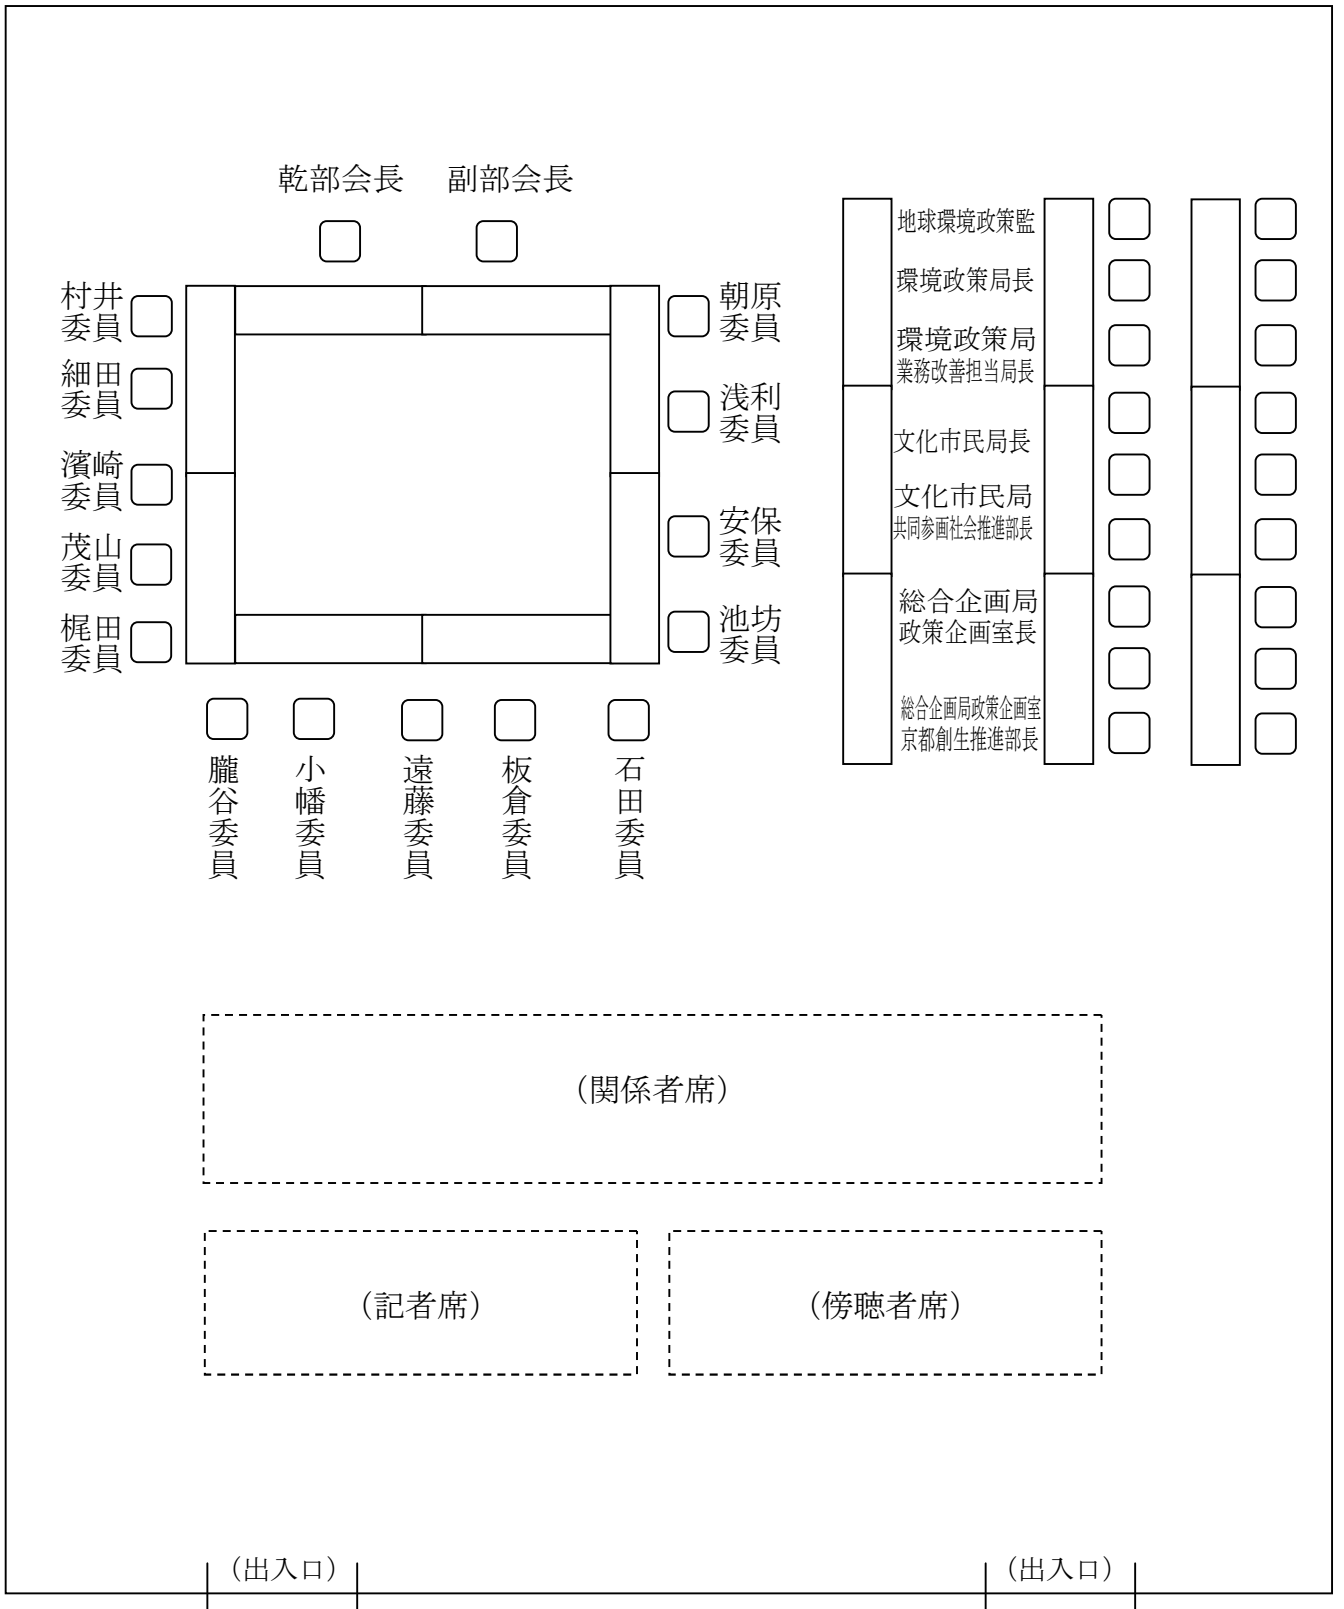 乾部会長
副部会長
村井
委員
細田
委員
濱崎
委員
茂山
委員
梶田
委員
朝原
委員
浅利
委員
安保
委員
池坊
委員
朧谷委員
小幡委員
遠藤委員
板倉委員
石田委員
地球環境政策監
環境政策局長
環境政策局
業務改善担当局長
文化市民局長
文化市民局
共同参画社会推進部長
総合企画局
政策企画室長
総合企画局政策企画室
京都創生推進部長
（関係者席）
（記者席）
（傍聴者席）
（出入口）
（出入口）